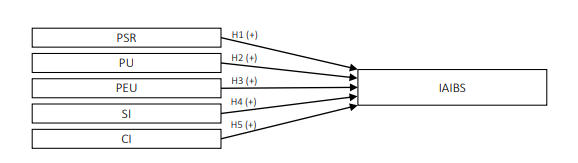 PSR
H1 (+)
PU
H2 (+)
PEU
H3 (+)
IAIBS
SI
H4 (+)
CI
H5 (+)